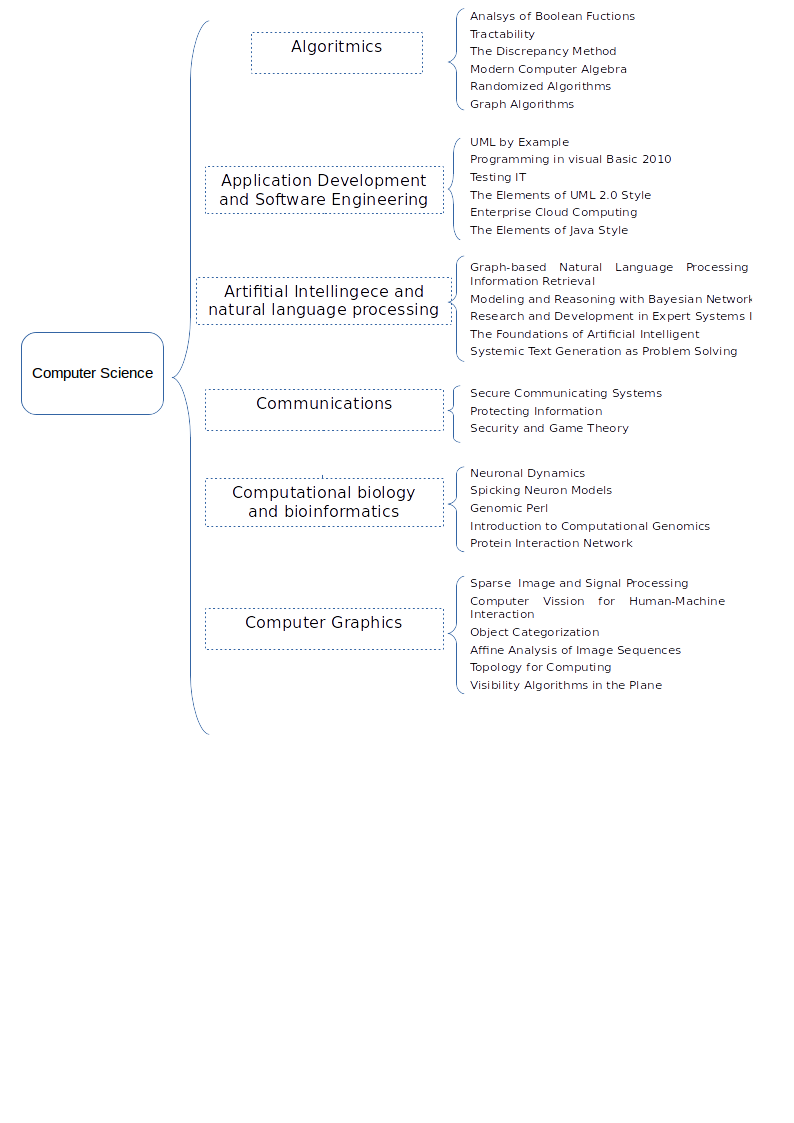 Computer Science
Algoritmics
Analsys of Boolean Fuctions
Tractability
The Discrepancy Method
Modern Computer Algebra
Randomized Algorithms
Graph Algorithms
Application Development
and Software Engineering
UML by Example
Programming in visual Basic 2010
Testing IT
The Elements of UML 2.0 Style
Enterprise Cloud Computing
The Elements of Java Style
Artifitial Intellingece and
natural language processing
Graph-based Natural Language Processing
Information Retrieval
Modeling and Reasoning with Bayesian Network
Research and Development in Expert Systems I
The Foundations of Artificial Intelligent
Systemic Text Generation as Problem Solving
Communications
Secure Communicating Systems
Protecting Information
Security and Game Theory
Computational biology
and bioinformatics
Neuronal Dynamics
Spicking Neuron Models
Genomic Perl
Introduction to Computational Genomics
Protein Interaction Network
Computer Graphics
Sparse Image and Signal Processing
Computer Vission for Human-Machine
Interaction
Object Categorization
Affine Analysis of Image Sequences
Topology for Computing
Visibility Algorithms in the Plane